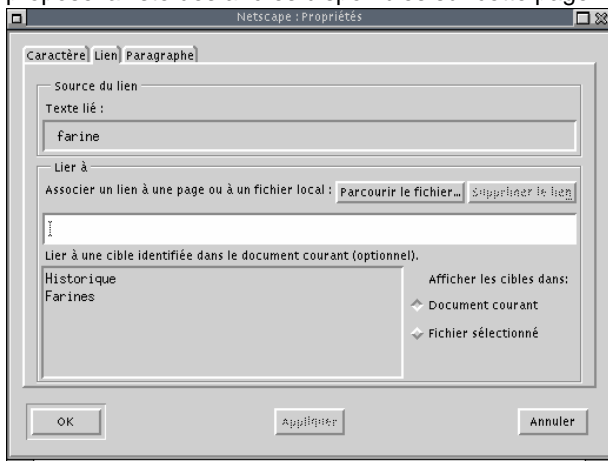 Netscape : Propriétés
Caractère Lien Paragraphe
Source du lien
Texte lié :
farine
Lier à
Associer un lien à une page ou à un fichier local : Parcourir le fichier... Supprimer le lien
Lier à une cible identifiée dans le document courant (optionnel).
Historique
Farines
Afficher les cibles dans:
Document courant
Fichier sélectionné
OK Appliquer Annuler